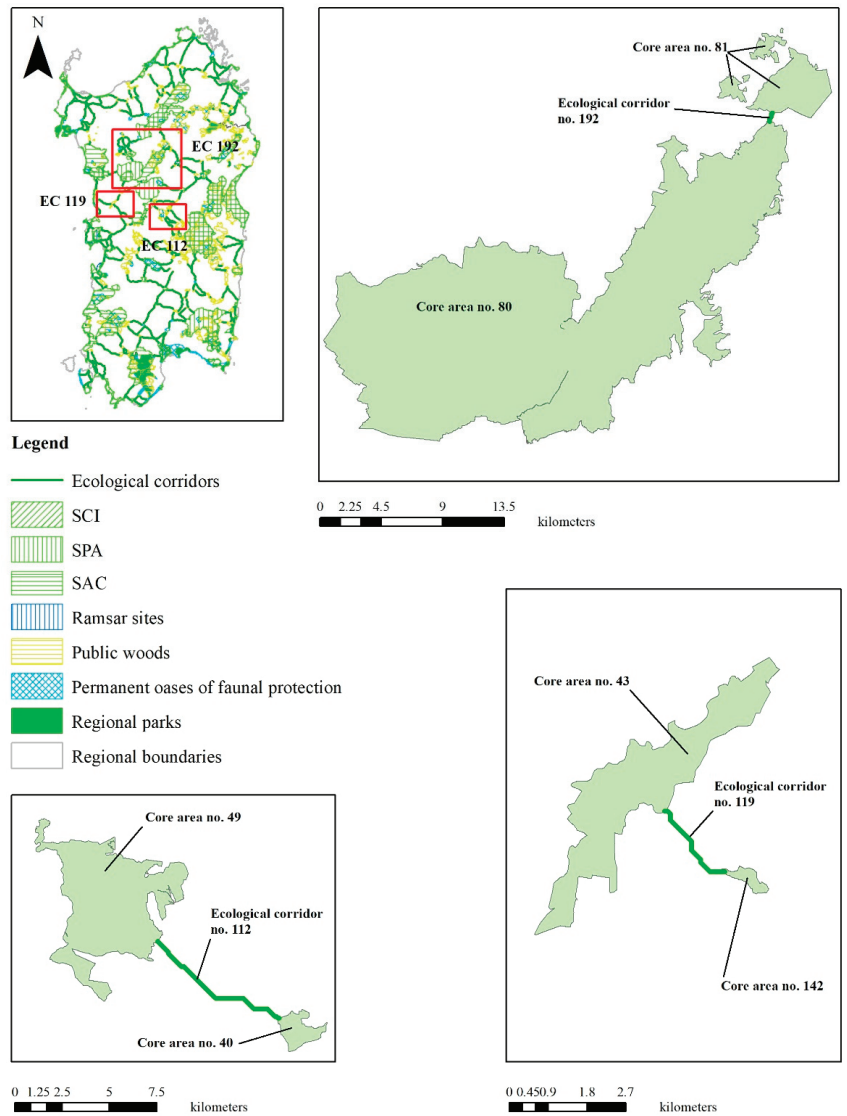 N
EC 192
EC 119
EC 112
Core area no. 81
Ecological corridor
no. 192
Core area no. 80
0 2.25 4.5 9 13.5
kilometers
Legend
Ecological corridors
SCI
SPA
SAC
Ramsar sites
Public woods
Permanent oases of faunal protection
Regional parks
Regional boundaries
Core area no. 49
Ecological corridor
no. 112
Core area no. 40
0 1.25 2.5 5 7.5
kilometers
Core area no. 43
Ecological corridor
no. 119
Core area no. 142
0 0.450.9 1.8 2.7
kilometers